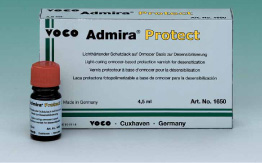 VOCO Admira® Protect
Lichthärtender Schutzlack auf Ormocer Basis zur Desensibilisierung
Light-curing ormocer-based protection varnish for desensitization
Vernis protecteur à base d'ormocer pour la désensibilisation
Laca protectora fotopolimerizable a base de ormocer para la desensibilización
Made in Germany
4,5 ml
Art. No. 1650
VOCO · Cuxhaven · Germany